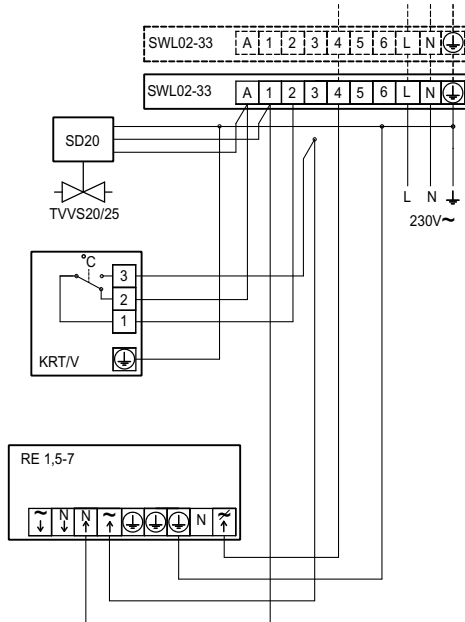 SWL02-33 A 1 2 3 4 5 6 L N
SWL02-33 A 1 2 3 4 5 6 L N
SD20
TVVS20/25
L N
230V~
°C
3
2
1
KRT/V
RE 1,5-7
~ N N ~ N ~